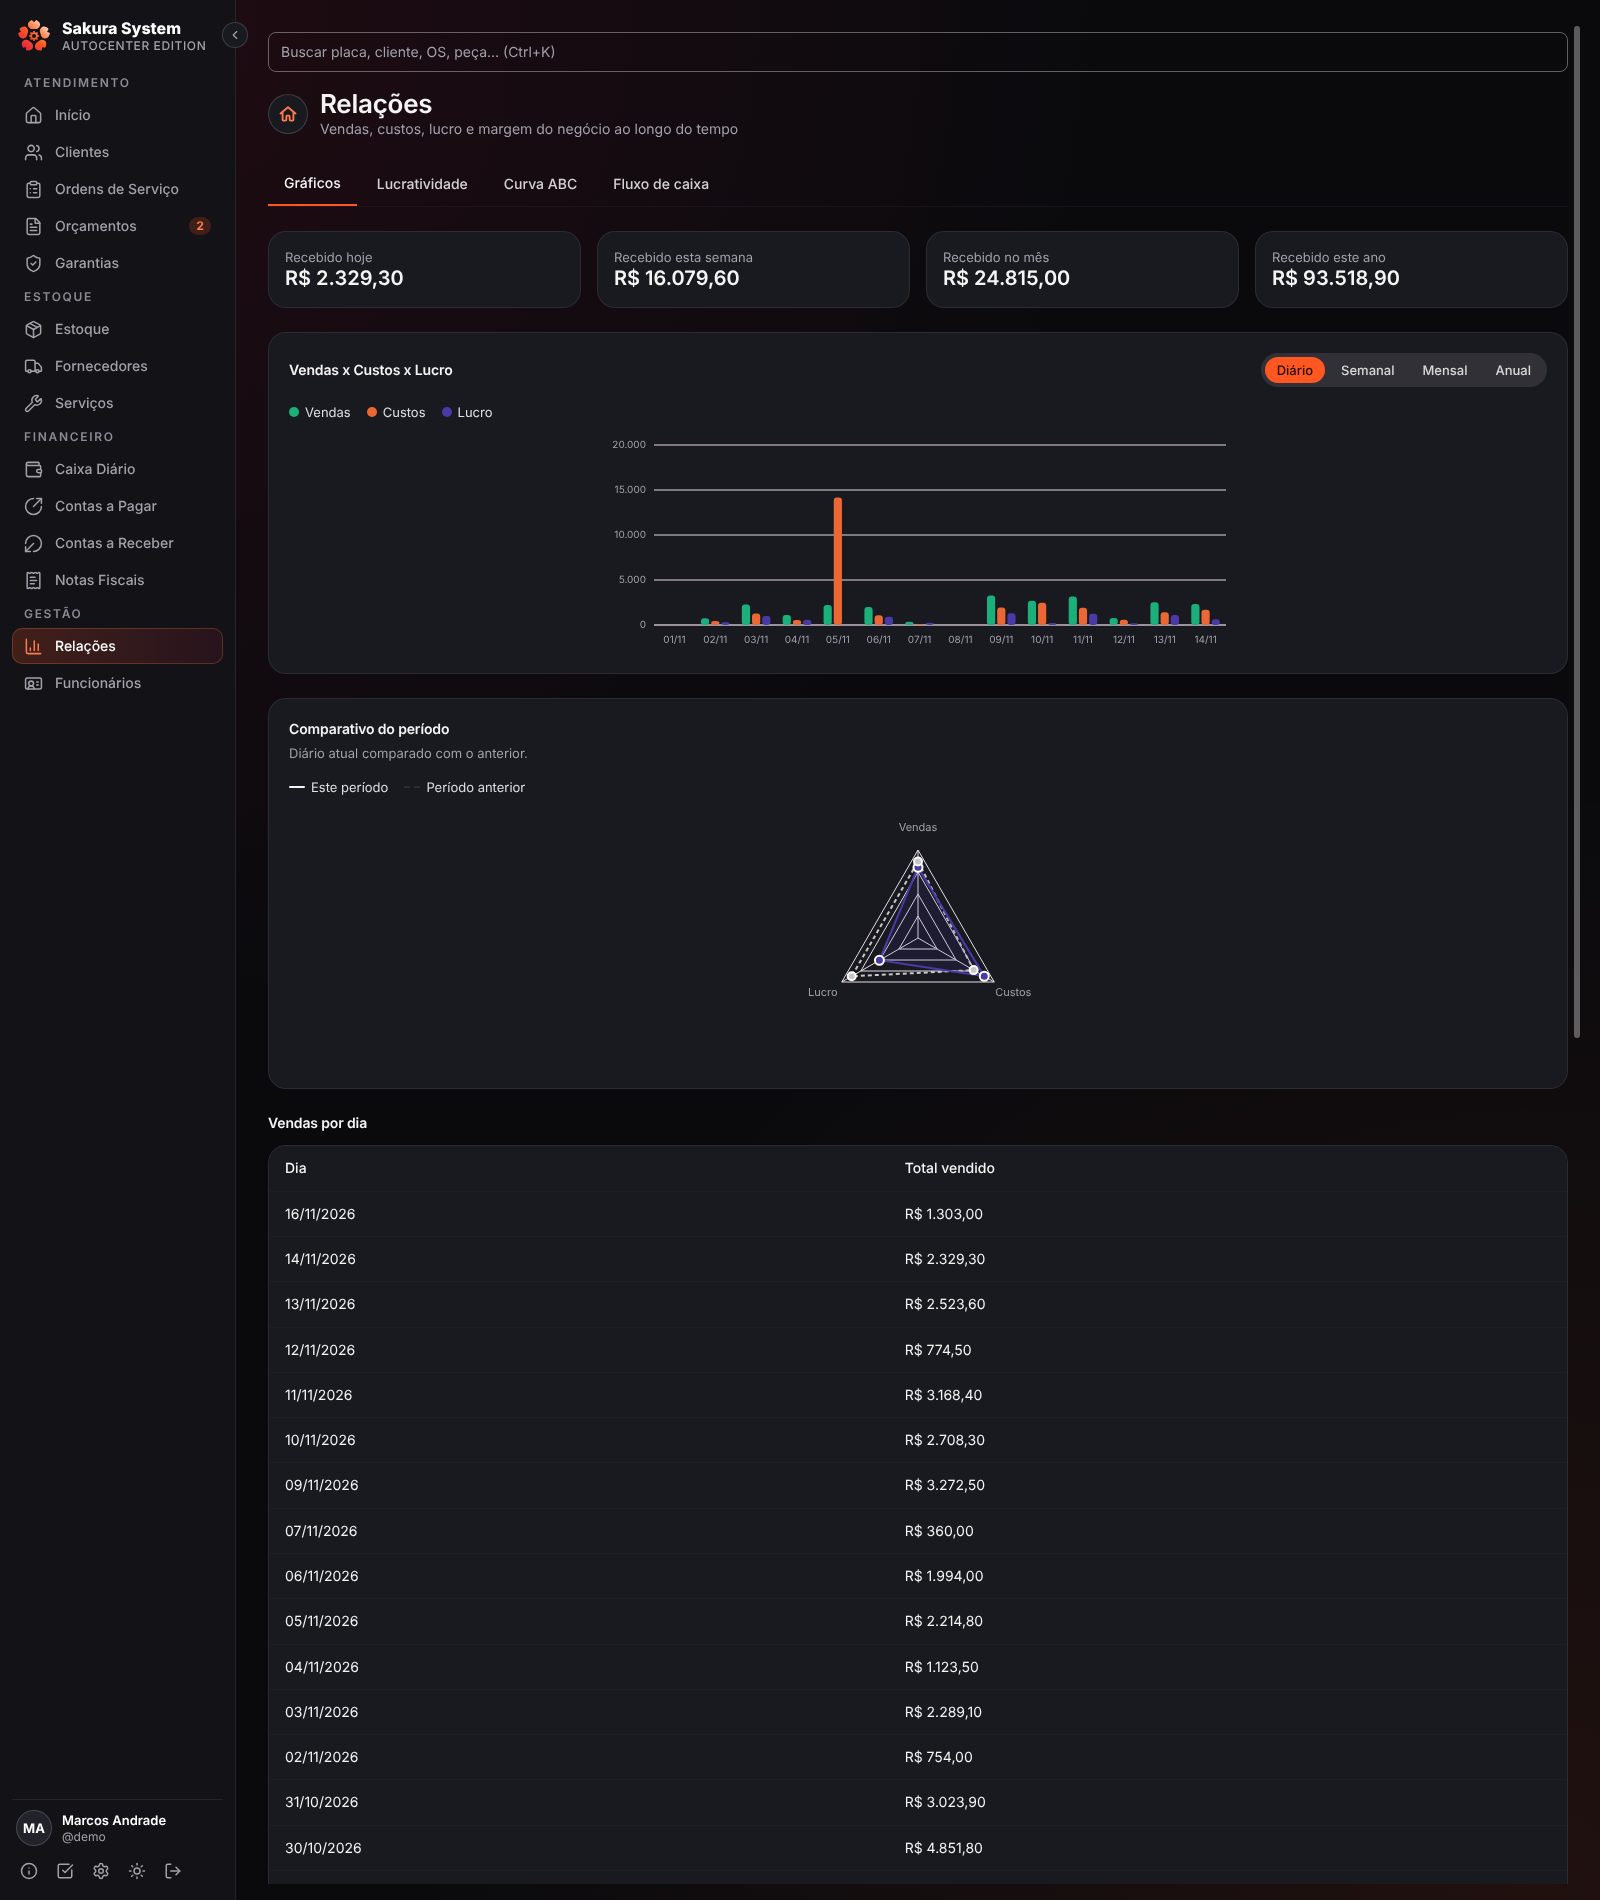 Sakura System
AUTOCENTER EDITION
ATENDIMENTO
Início
Clientes
Ordens de Serviço
Orçamentos 2
Garantias
ESTOQUE
Estoque
Fornecedores
Serviços
FINANCEIRO
Caixa Diário
Contas a Pagar
Contas a Receber
Notas Fiscais
GESTÃO
Relações
Funcionários
MA
Marcos Andrade
@demo
Buscar placa, cliente, OS, peça... (Ctrl+K)
Relações
Vendas, custos, lucro e margem do negócio ao longo do tempo
Gráficos Lucratividade Curva ABC Fluxo de caixa
Recebido hoje
R$ 2.329,30
Recebido esta semana
R$ 16.079,60
Recebido no mês
R$ 24.815,00
Recebido este ano
R$ 93.518,90
Vendas x Custos x Lucro
Diário Semanal Mensal Anual
Vendas Custos Lucro
20.000
15.000
10.000
5.000
0
01/11 02/11 03/11 04/11 05/11 06/11 07/11 08/11 09/11 10/11 11/11 12/11 13/11 14/11
Comparativo do período
Diário atual comparado com o anterior.
Este período Período anterior
Vendas
Lucro Custos
Vendas por dia
Dia Total vendido
16/11/2026 R$ 1.303,00
14/11/2026 R$ 2.329,30
13/11/2026 R$ 2.523,60
12/11/2026 R$ 774,50
11/11/2026 R$ 3.168,40
10/11/2026 R$ 2.708,30
09/11/2026 R$ 3.272,50
07/11/2026 R$ 360,00
06/11/2026 R$ 1.994,00
05/11/2026 R$ 2.214,80
04/11/2026 R$ 1.123,50
03/11/2026 R$ 2.289,10
02/11/2026 R$ 754,00
31/10/2026 R$ 3.023,90
30/10/2026 R$ 4.851,80